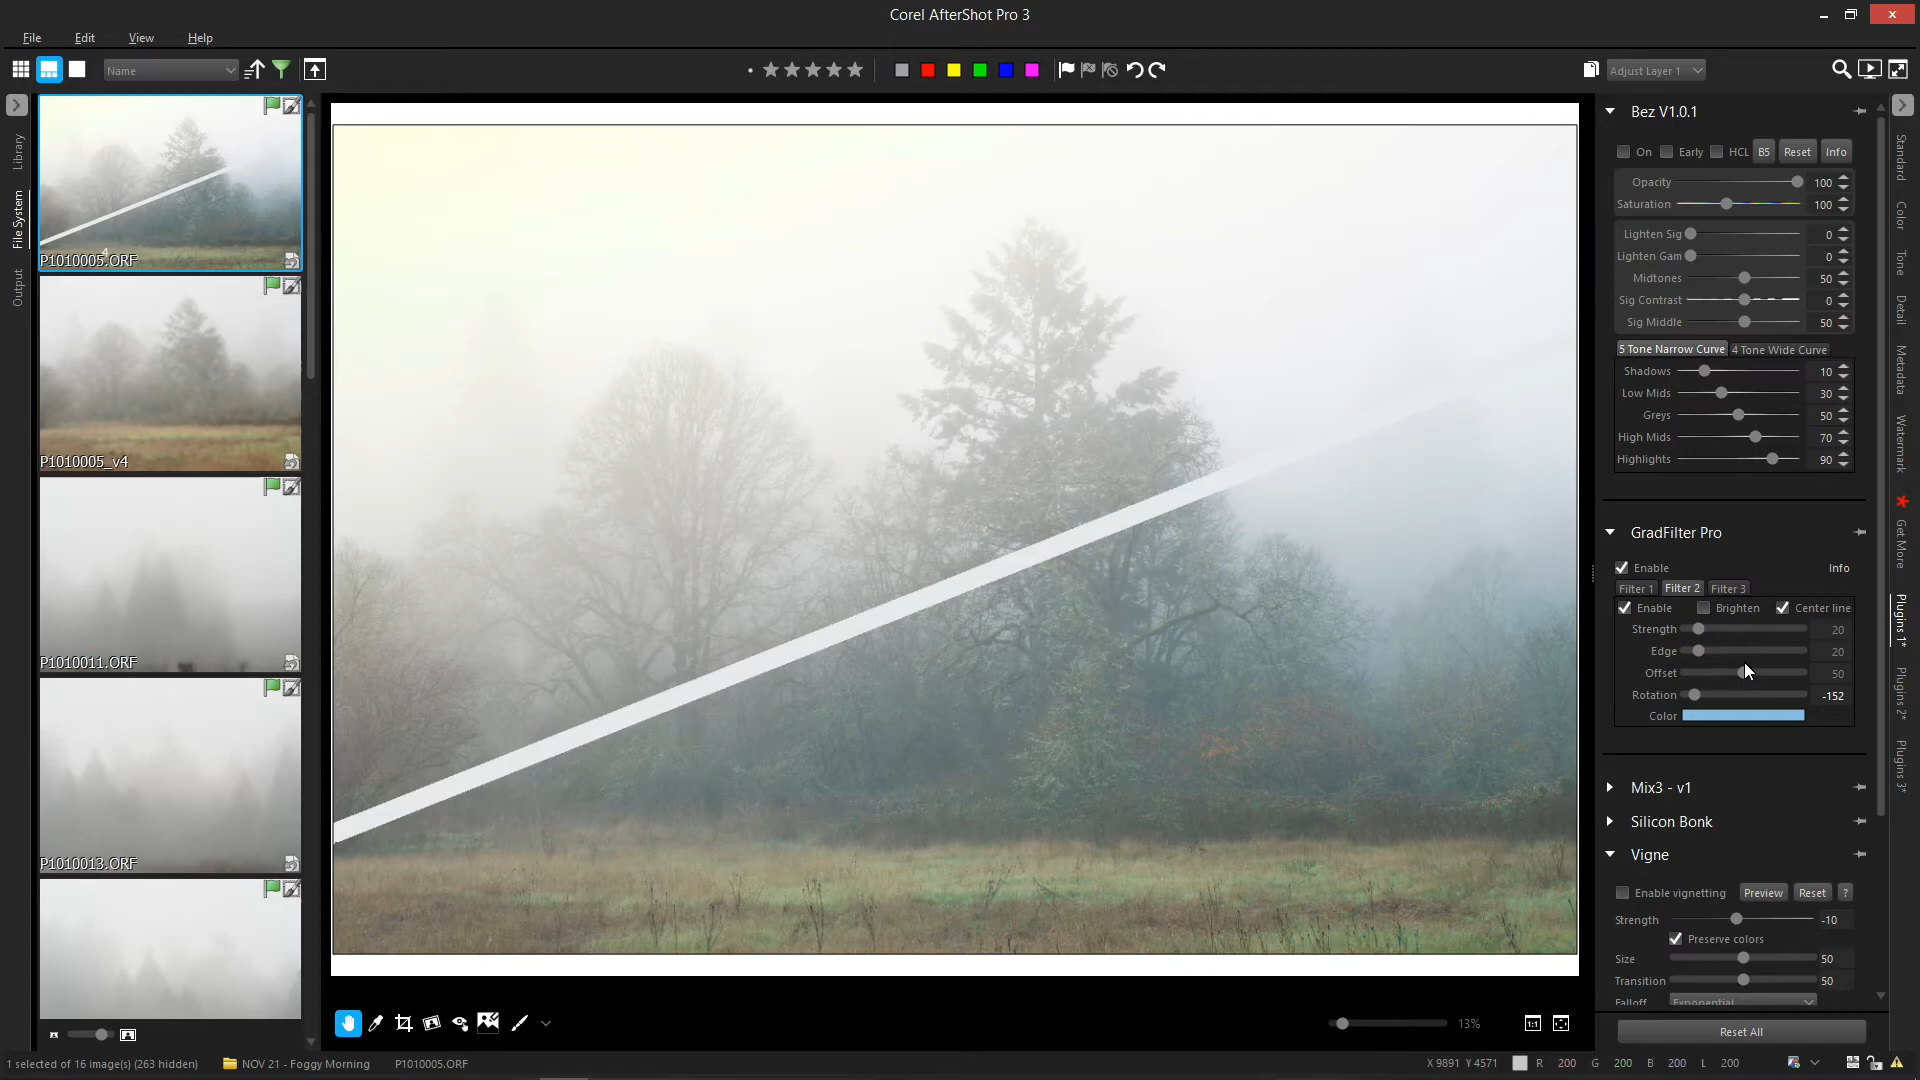 Corel AfterShot Pro 3
File Edit View Help
Name
Adjust Layer 1
Library
File System
Output
4
P1010005.ORF
P1010005_v4
P1010011.ORF
P1010013.ORF
Bez V1.0.1
On Early HCL B5 Reset Info
Opacity 100
Saturation 100
Lighten Sig 0
Lighten Gam 0
Midtones 50
Sig Contrast 0
Sig Middle 50
5 Tone Narrow Curve 4 Tone Wide Curve
Shadows 10
Low Mids 30
Greys 50
High Mids 70
Highlights 90
GradFilter Pro
Enable Info
Filter 1 Filter 2 Filter 3
Enable Brighten Center line
Strength 20
Edge 20
Offset 50
Rotation -152
Color
Mix3 - v1
Silicon Bonk
Vigne
Enable vignetting Preview Reset ?
Strength -10
Preserve colors
Size 50
Transition 50
Falloff Exponential
Reset All
Standard
Color
Tone
Detail
Metadata
Watermark
Get More
Plugins 1*
Plugins 2*
Plugins 3*
13%
1:1
1 selected of 16 image(s) (263 hidden) NOV 21 - Foggy Morning P1010005.ORF X 9891 Y 4571 R 200 G 200 B 200 L 200